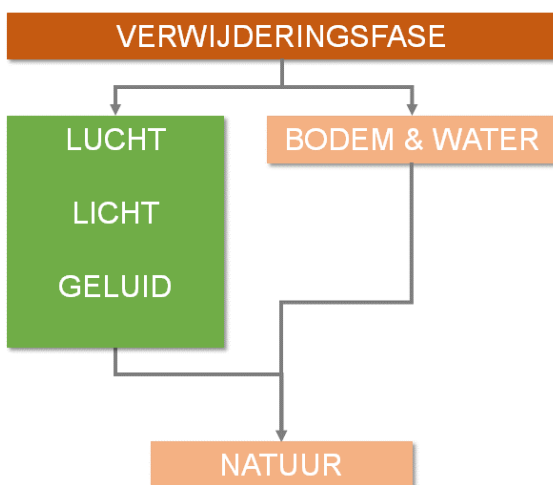 VERWIJDERINGSFASE
LUCHT
LICHT
GELUID
BODEM & WATER
NATUUR